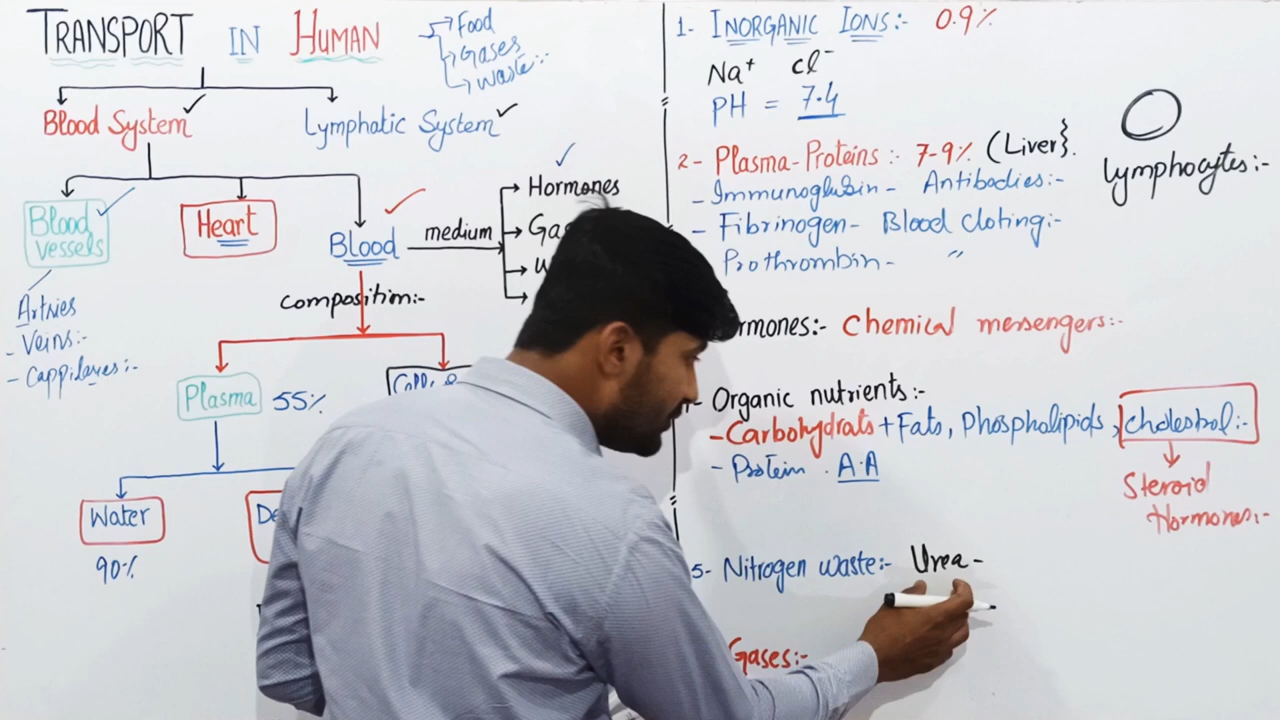 TRANSPORT IN HUMAN
Food
Gases
Waste:-
Blood System
Lymphatic System
Blood vessels
Heart
Blood
medium
Hormones
Artries
- Veins:-
- Cappilaries:-
Composition:-
Plasma 55%
Water
90%
1- INORGANIC IONS:- 0.9%
Na+ Cl-
PH = 7.4
2- Plasma-Proteins:- 7-9% (Liver}.
- Immunoglubin- Antibodies:-
- Fibrinogen- Blood Cloting:-
Prothrombin- "
Lymphocytes:-
Chemical messengers:-
Organic nutrients:-
- Carbohydrats + Fats, Phospholipids, Cholestrol:-
- Protein. A.A
Steroid
Hormones:-
5- Nitrogen waste:- Urea-
Gases:-